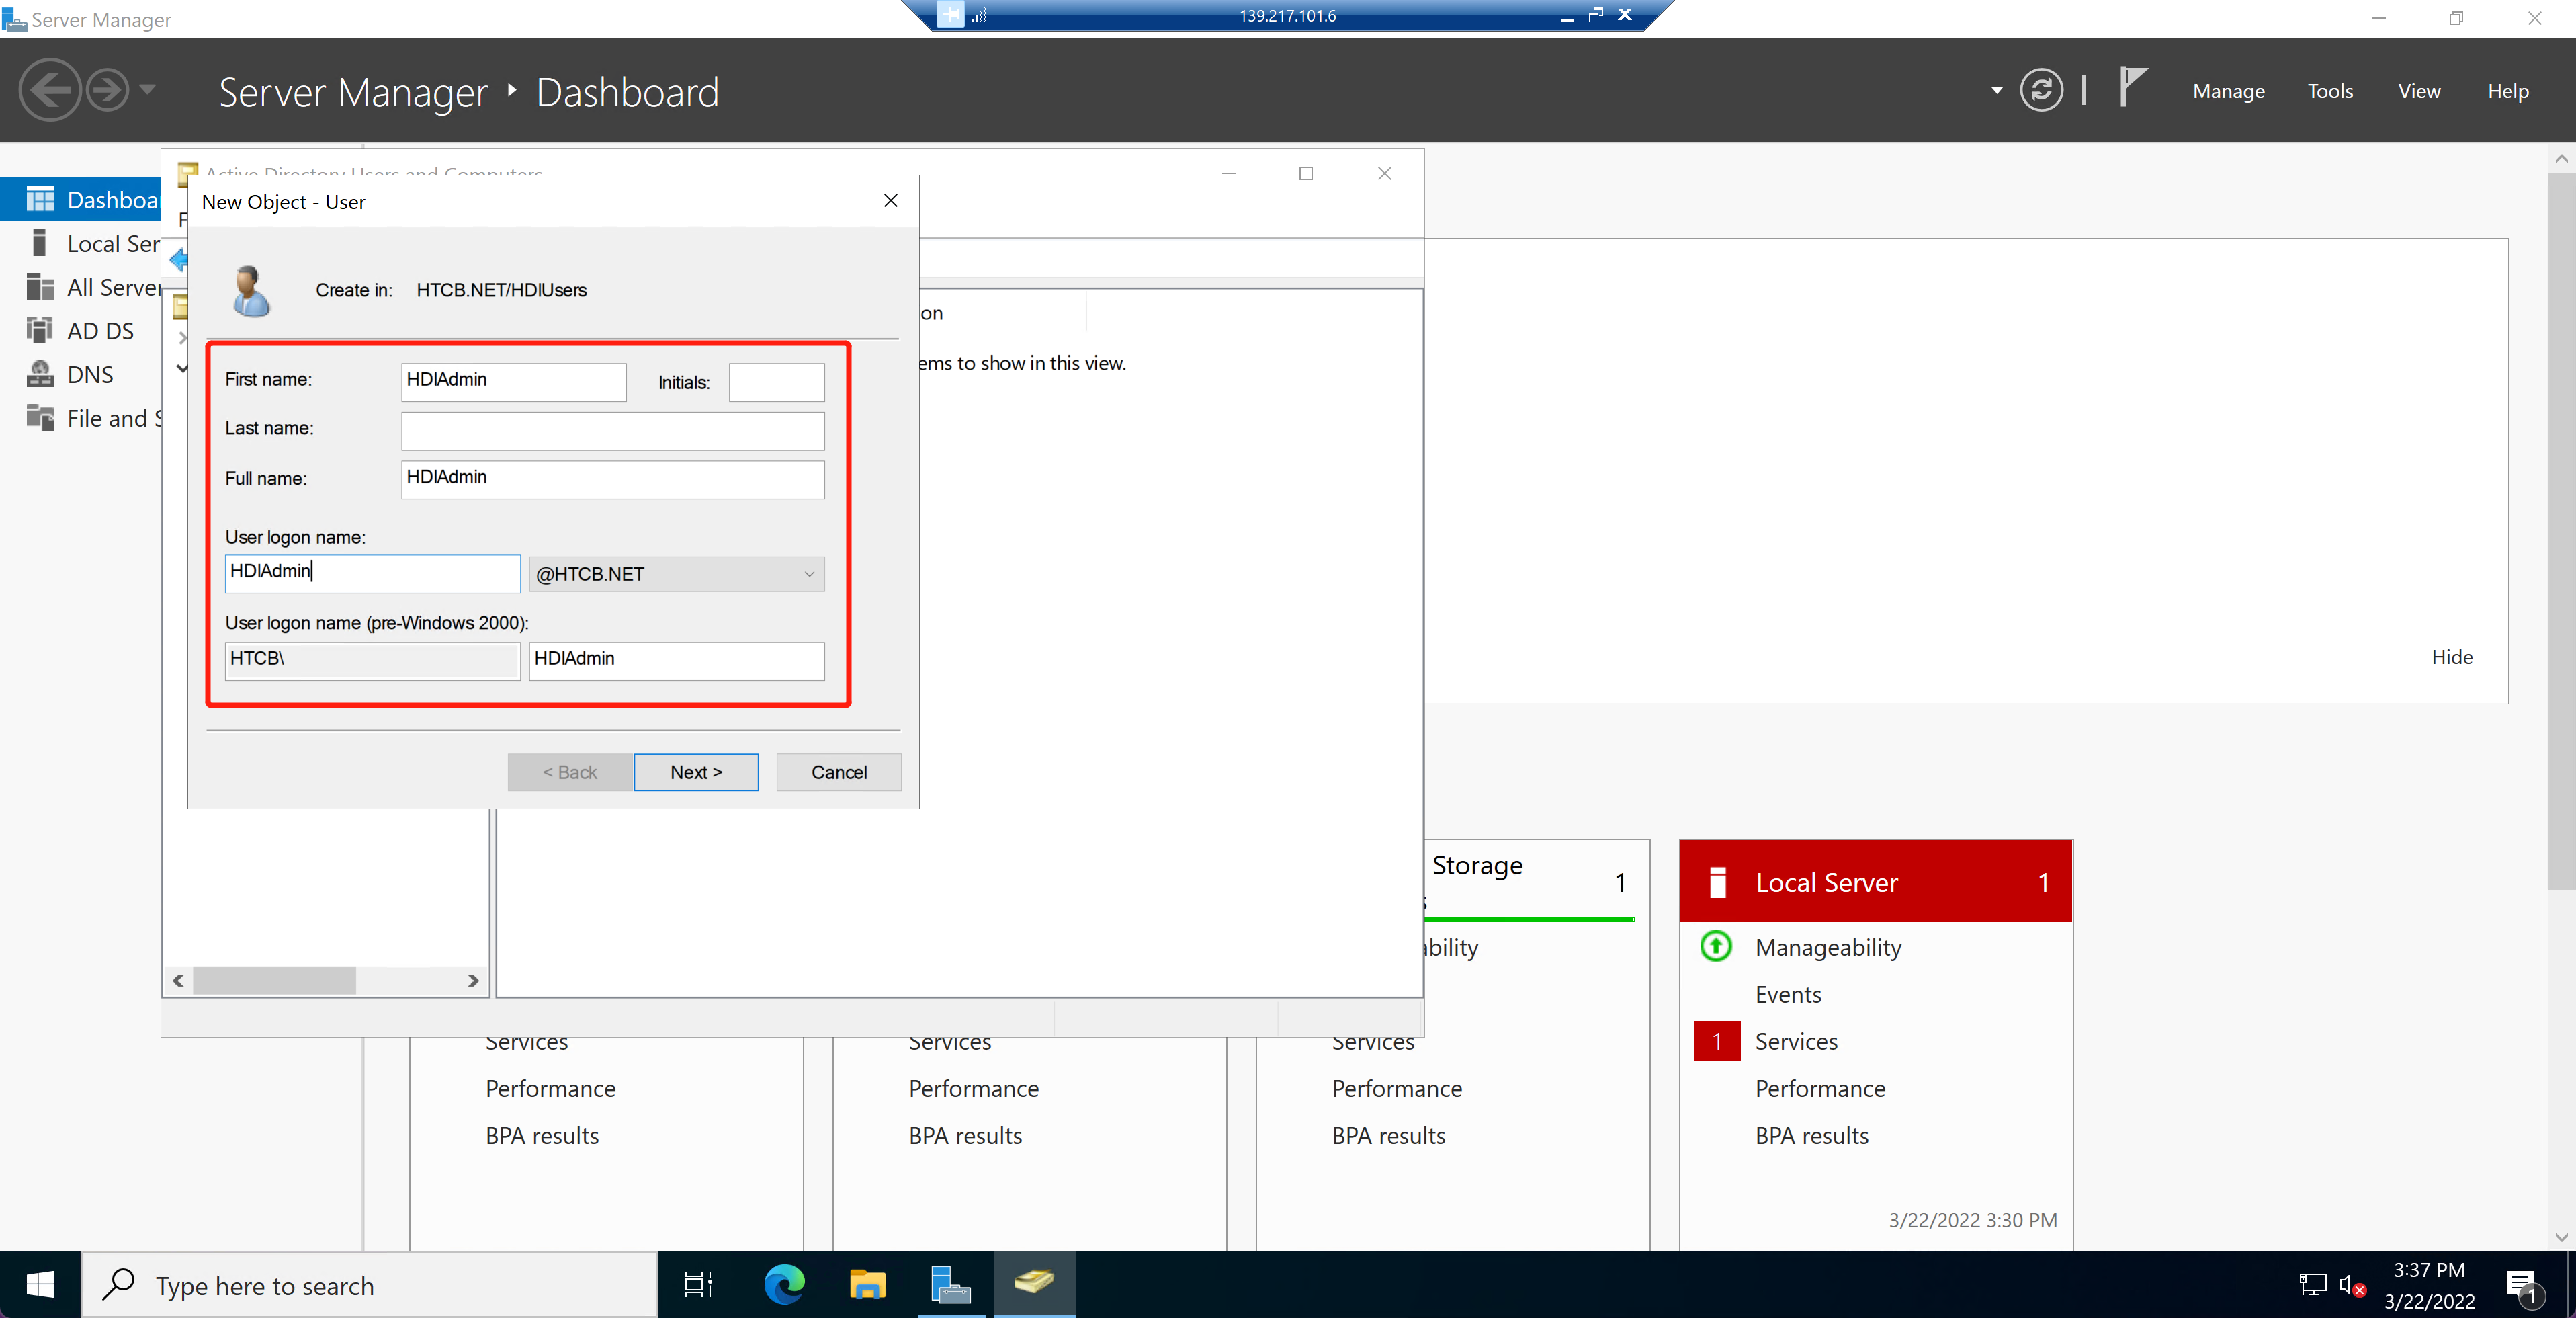 Server Manager
139.217.101.6
Server Manager
Dashboard
Manage
Tools
View
Help
Active Directory Users and Computers
New Object - User
F
Dashboar
Local Ser
All Server
AD DS
DNS
File and S
Create in: HTCB.NET/HDIUsers
on
ems to show in this view.
First name:
HDIAdmin
Initials:
Last name:
Full name:
HDIAdmin
User logon name:
HDIAdmin
@HTCB.NET
User logon name (pre-Windows 2000):
HTCB\
HDIAdmin
< Back
Next >
Cancel
Hide
Storage
1
s
ability
Local Server
1
Manageability
Events
1
Services
Performance
BPA results
3/22/2022 3:30 PM
Services
Performance
BPA results
Services
Performance
BPA results
Services
Performance
BPA results
Type here to search
3:37 PM
3/22/2022
1